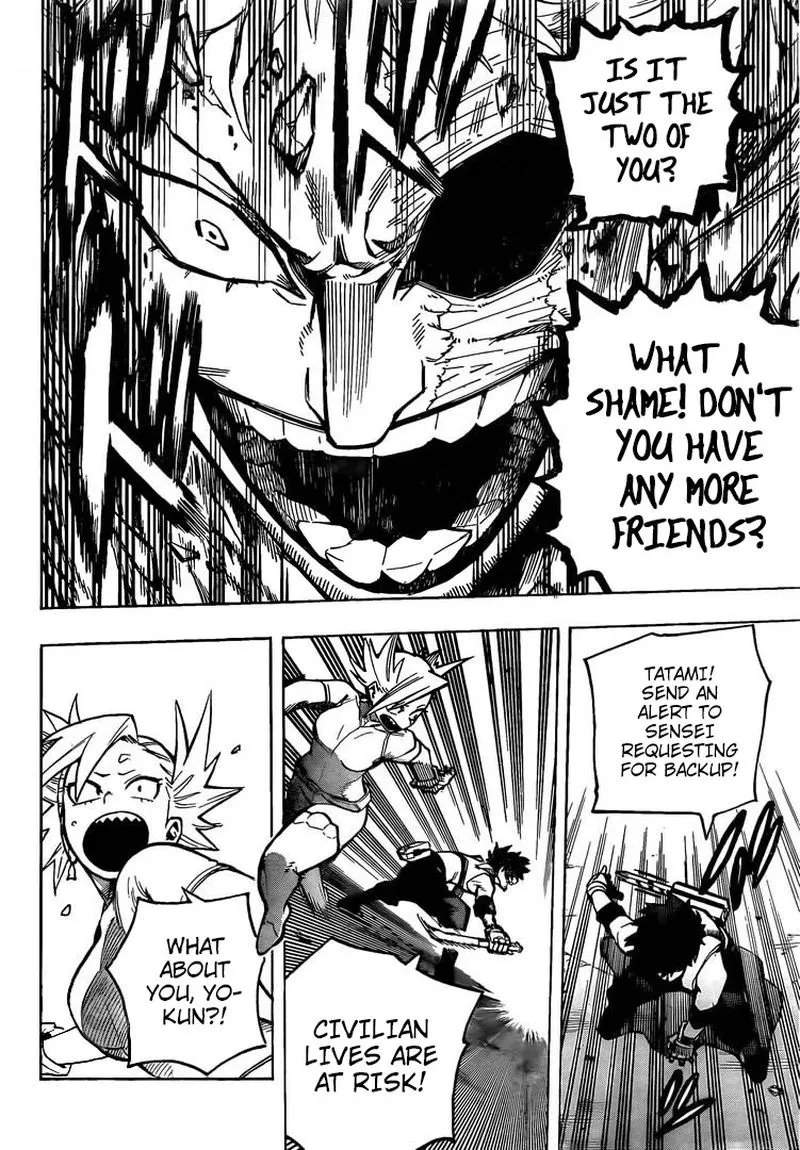 IS IT
JUST THE
TWO OF
YOU?
WHAT A
SHAME! DON'T
YOU HAVE
ANY MORE
FRIENDS?
TATAMI!
SEND AN
ALERT TO
SENSEI
REQUESTING
FOR BACKUP!
CIVILIAN
LIVES ARE
AT RISK!
WHAT
ABOUT
YOU, YO-
KUN?!